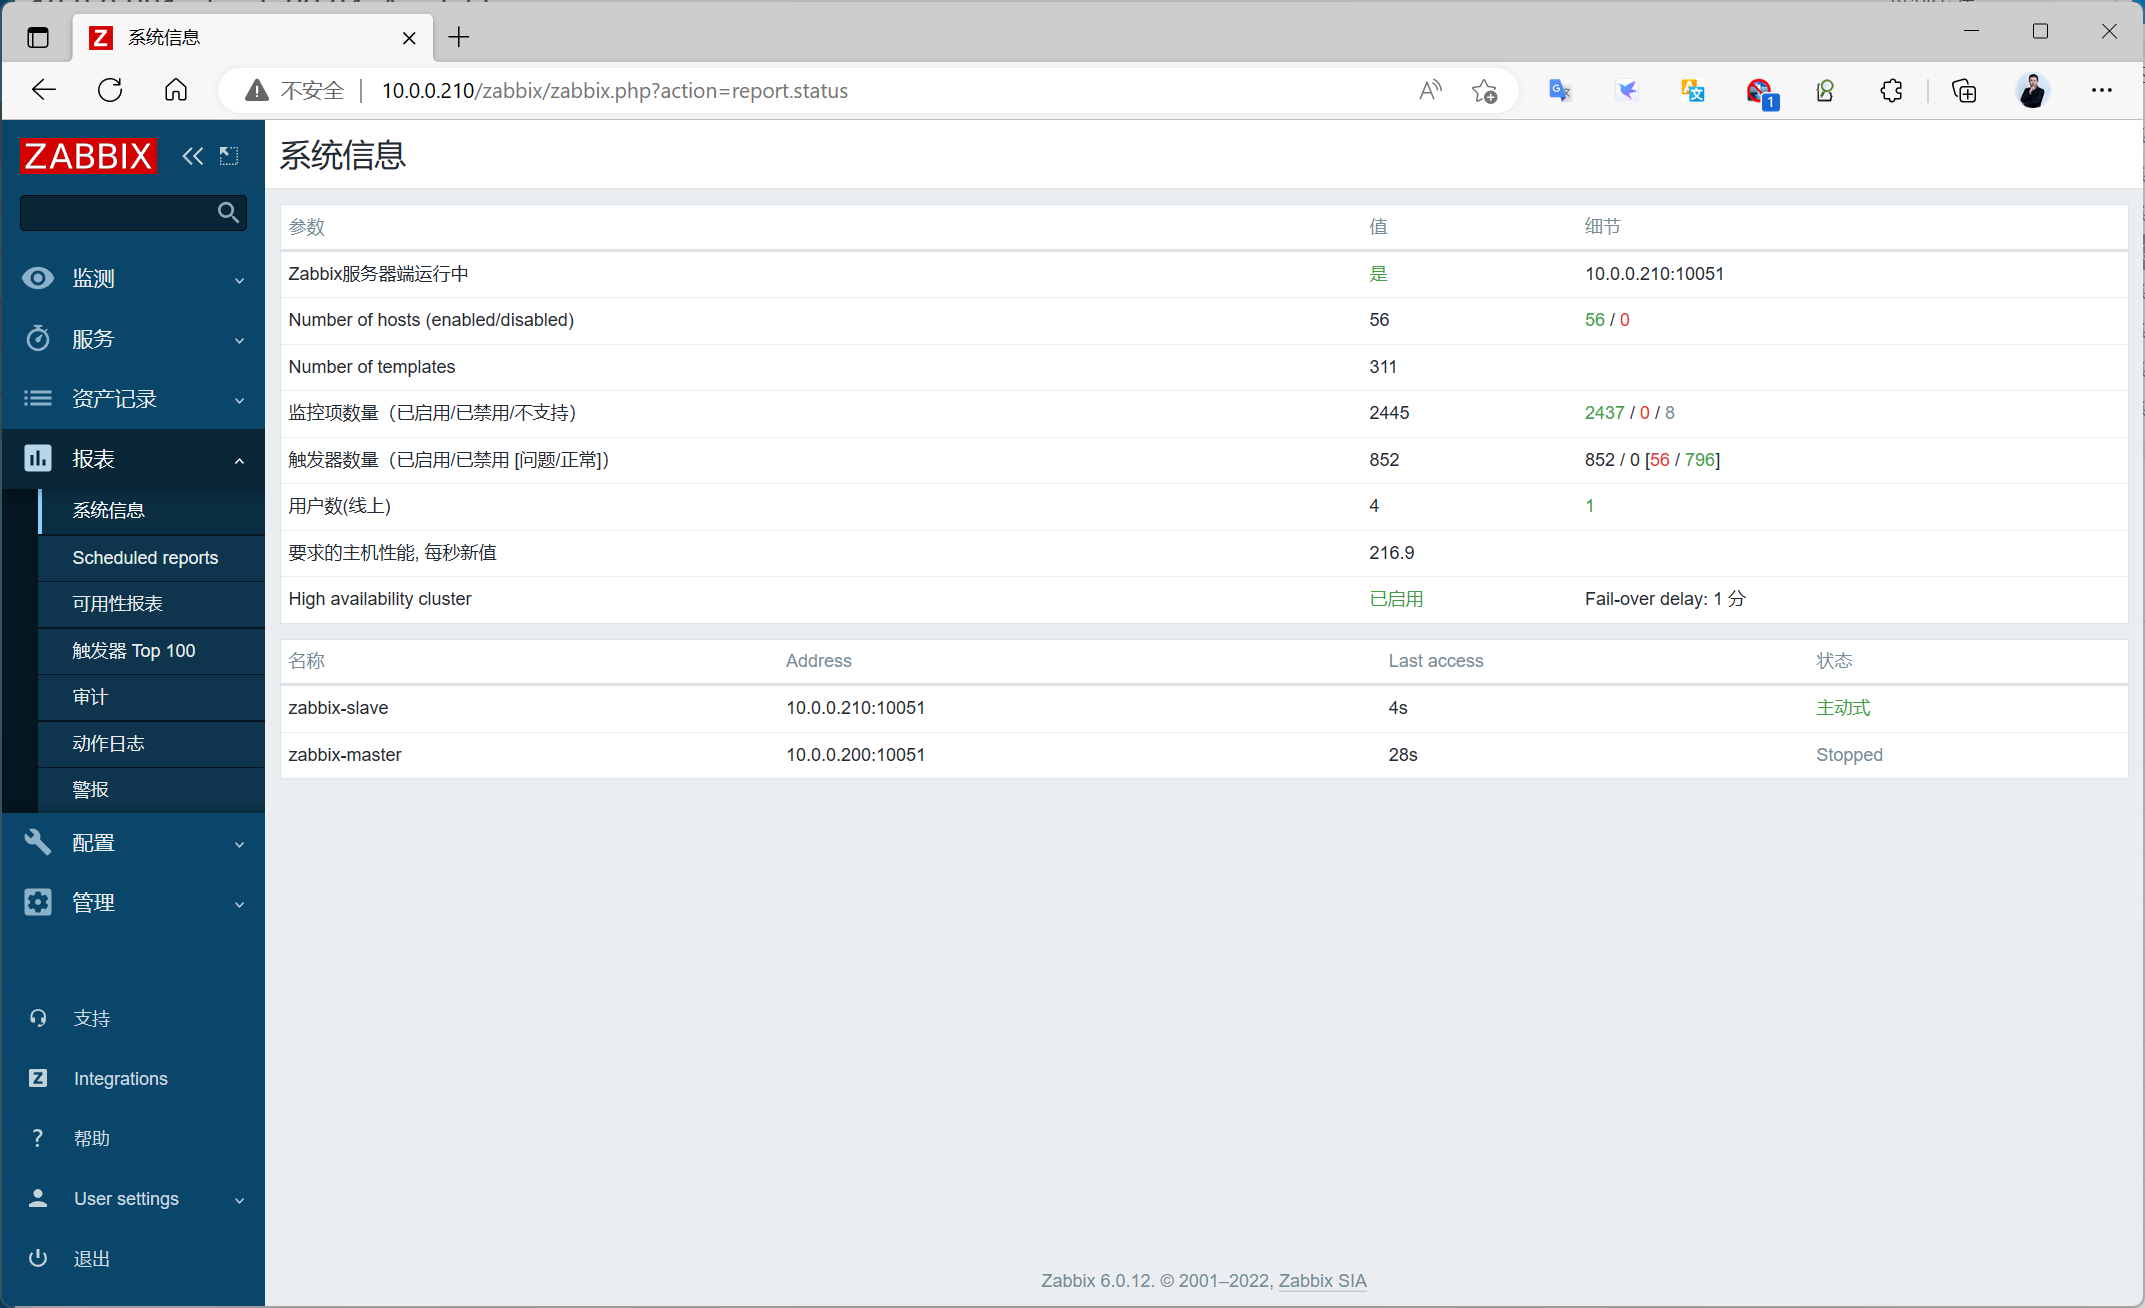 系统信息
不安全
10.0.0.210/zabbix/zabbix.php?action=report.status
1
ZABBIX
监测
服务
资产记录
报表
系统信息
Scheduled reports
可用性报表
触发器 Top 100
审计
动作日志
警报
配置
管理
支持
Integrations
帮助
User settings
退出
系统信息
参数 值 细节
Zabbix服务器端运行中 是 10.0.0.210:10051
Number of hosts (enabled/disabled) 56 56 / 0
Number of templates 311
监控项数量（已启用/已禁用/不支持） 2445 2437 / 0 / 8
触发器数量（已启用/已禁用 [问题/正常]） 852 852 / 0 [56 / 796]
用户数(线上) 4 1
要求的主机性能, 每秒新值 216.9
High availability cluster 已启用 Fail-over delay: 1 分
名称 Address Last access 状态
zabbix-slave 10.0.0.210:10051 4s 主动式
zabbix-master 10.0.0.200:10051 28s Stopped
Zabbix 6.0.12. © 2001–2022, Zabbix SIA